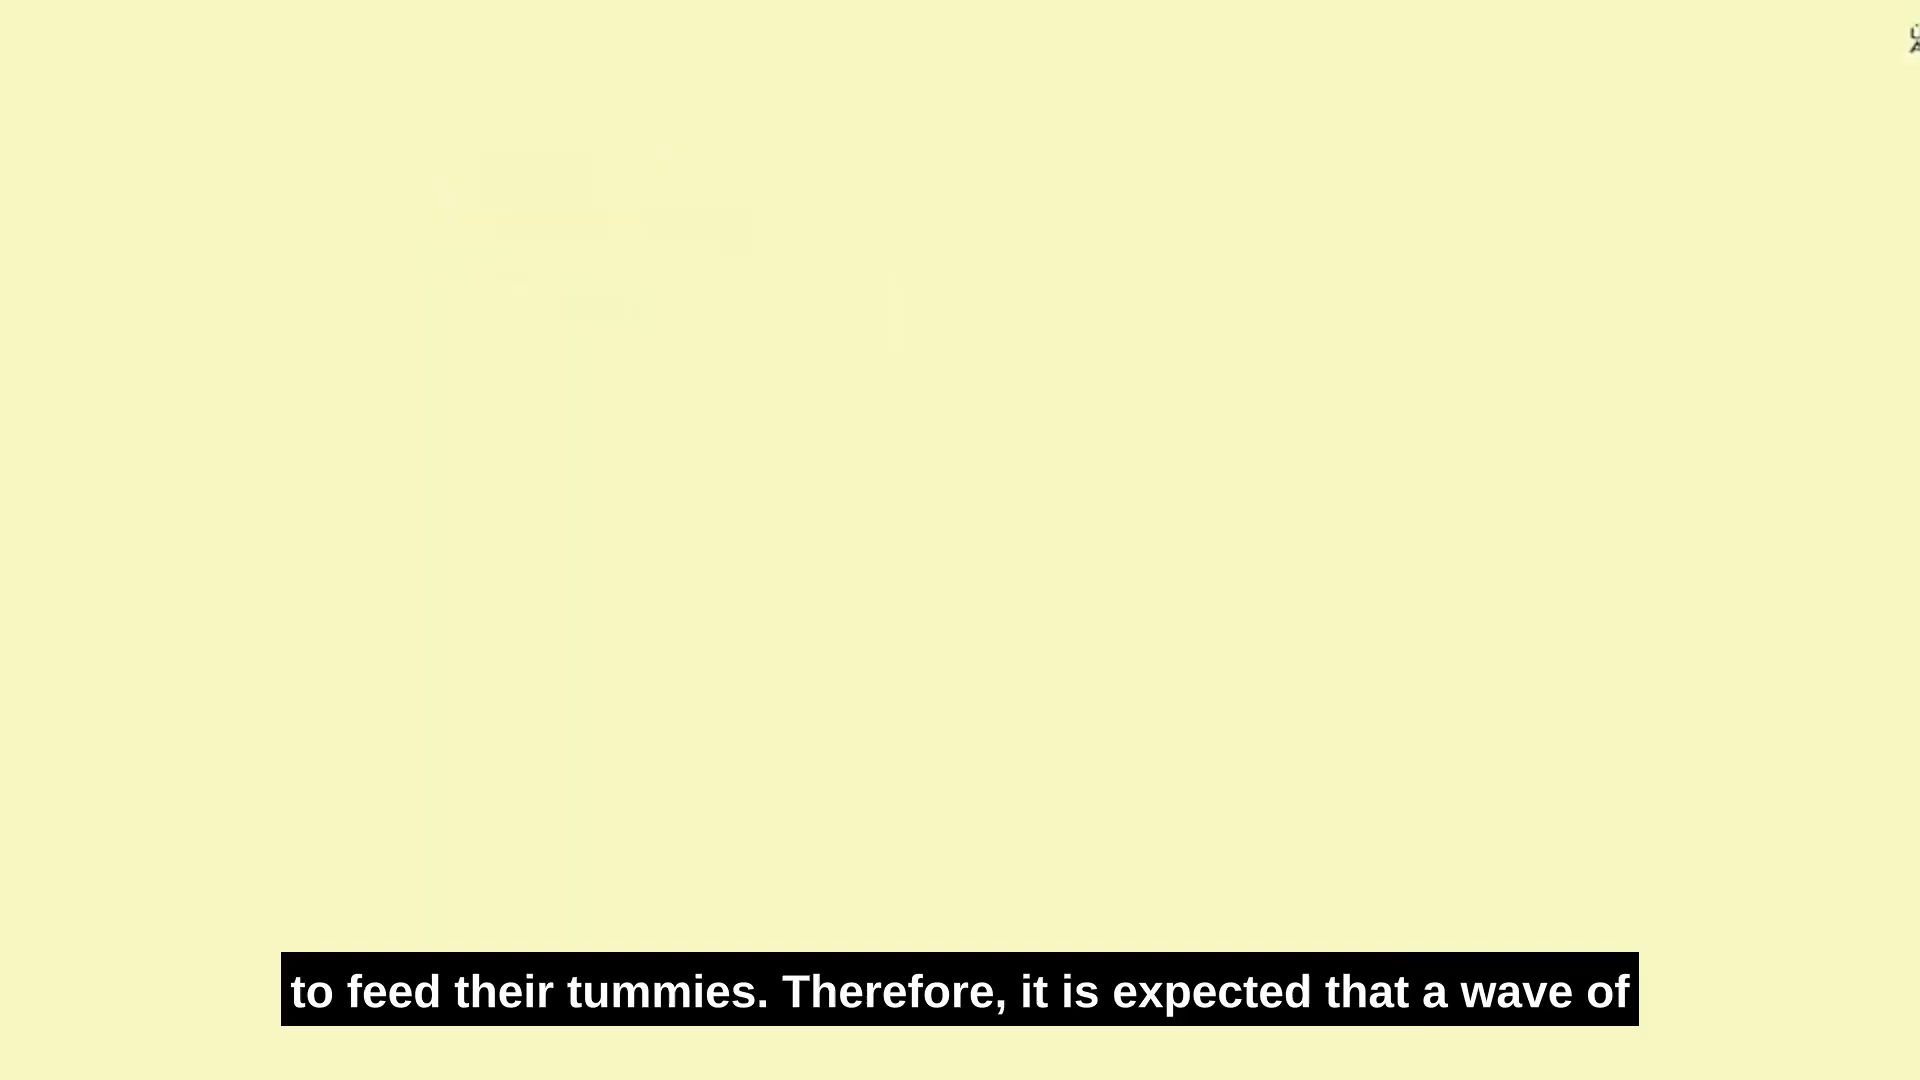 to feed their tummies. Therefore, it is expected that a wave of